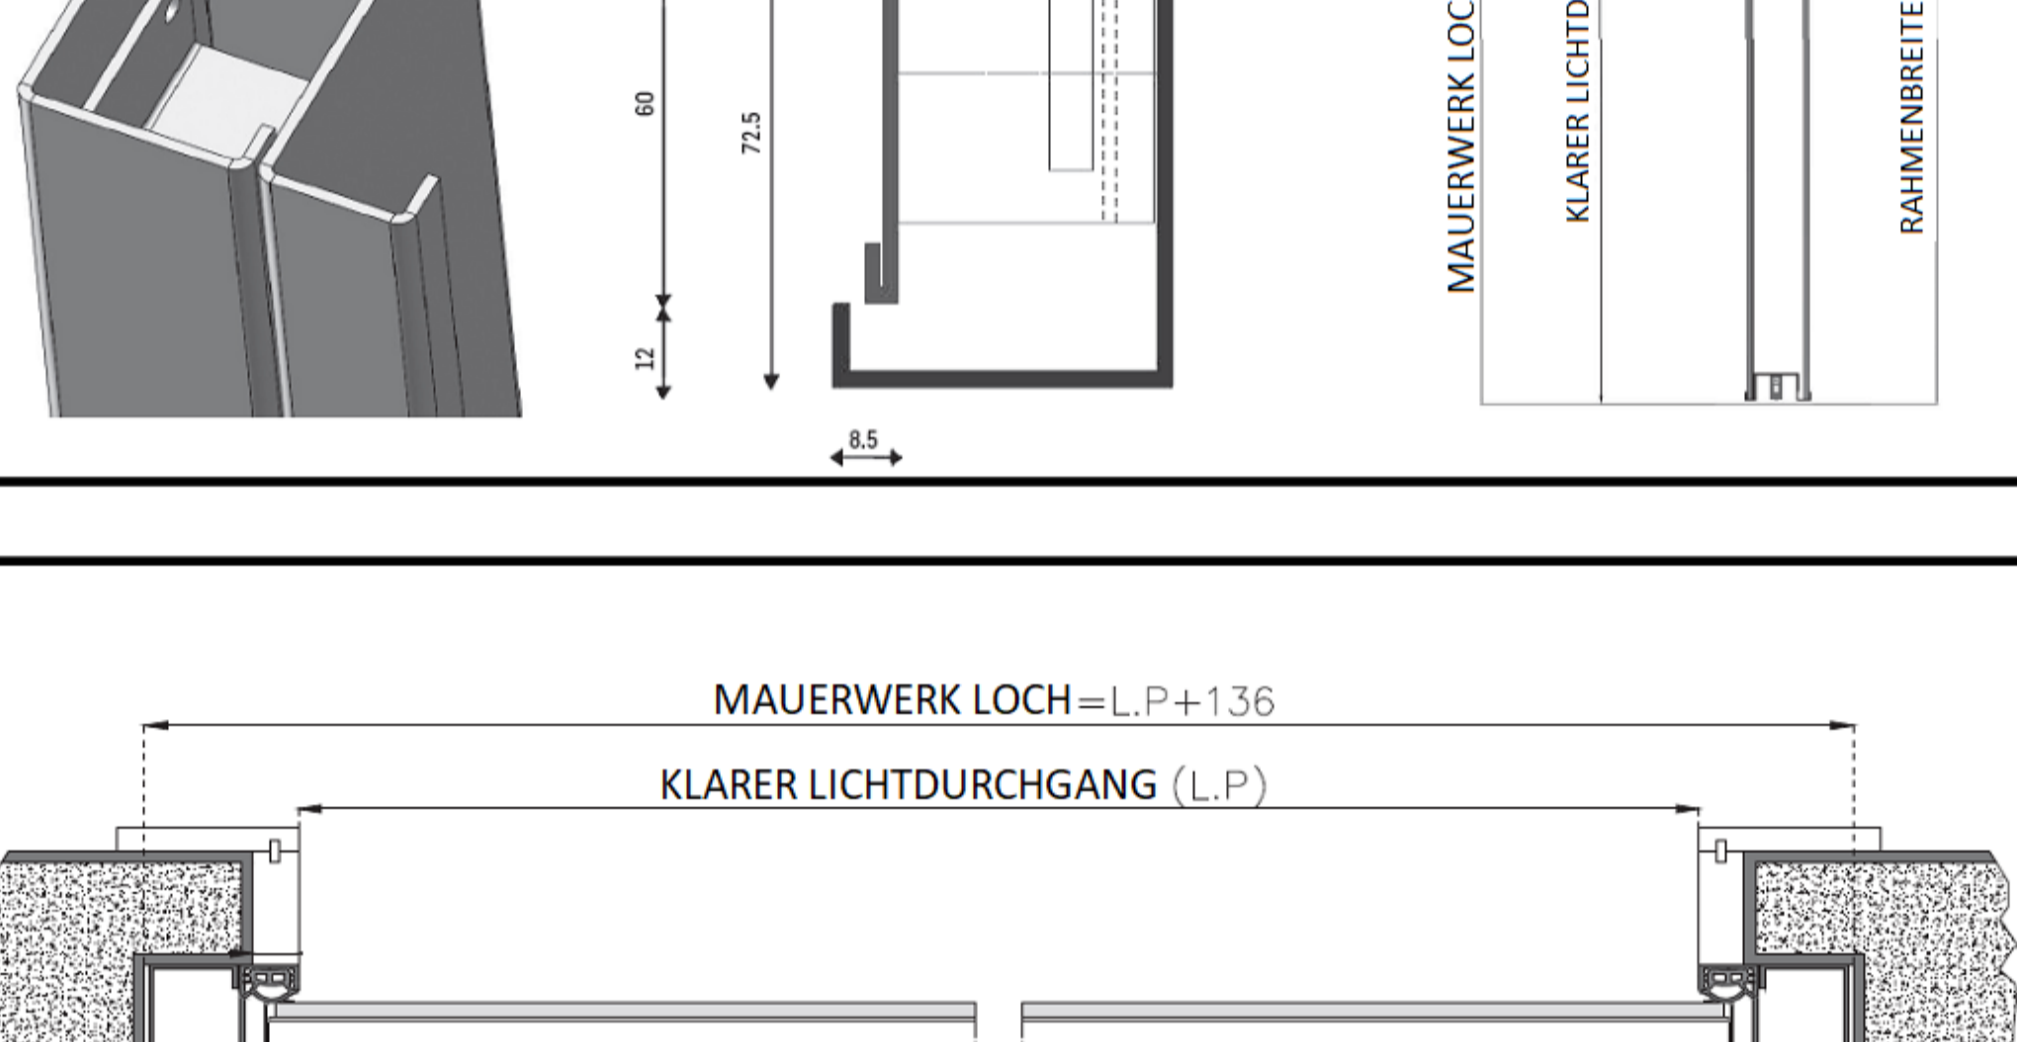 60
72.5
12
8.5
MAUERWERK LOC
KLARER LICHTD
RAHMENBREITE
MAUERWERK LOCH=L.P+136
KLARER LICHTDURCHGANG (L.P)